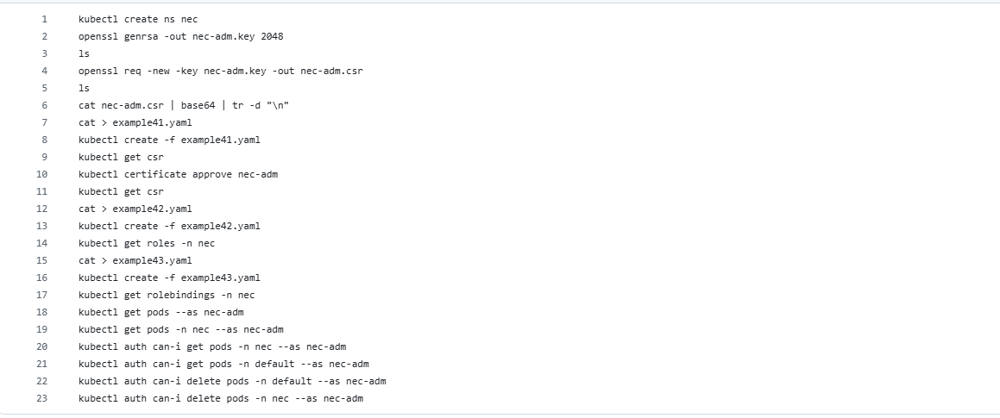 1 kubectl create ns nec
2 openssl genrsa -out nec-adm.key 2048
3 ls
4 openssl req -new -key nec-adm.key -out nec-adm.csr
5 ls
6 cat nec-adm.csr | base64 | tr -d "\n"
7 cat > example41.yaml
8 kubectl create -f example41.yaml
9 kubectl get csr
10 kubectl certificate approve nec-adm
11 kubectl get csr
12 cat > example42.yaml
13 kubectl create -f example42.yaml
14 kubectl get roles -n nec
15 cat > example43.yaml
16 kubectl create -f example43.yaml
17 kubectl get rolebindings -n nec
18 kubectl get pods --as nec-adm
19 kubectl get pods -n nec --as nec-adm
20 kubectl auth can-i get pods -n nec --as nec-adm
21 kubectl auth can-i get pods -n default --as nec-adm
22 kubectl auth can-i delete pods -n default --as nec-adm
23 kubectl auth can-i delete pods -n nec --as nec-adm